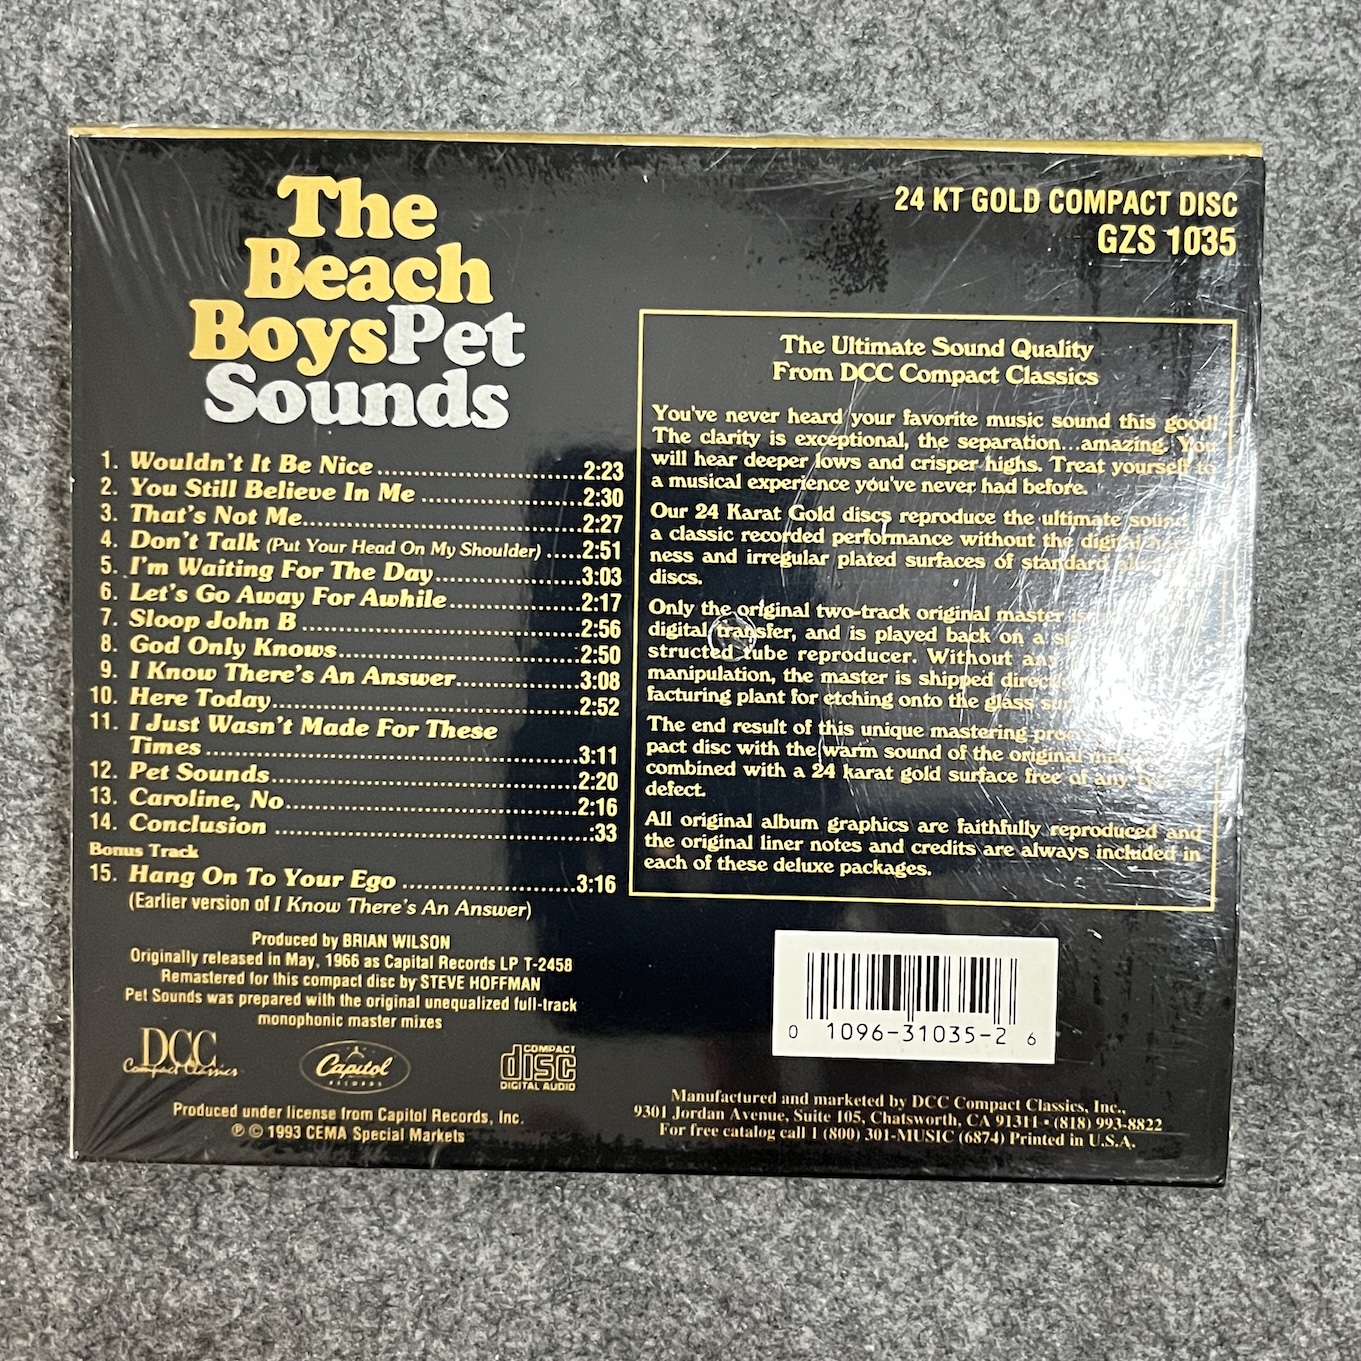 The
Beach
BoysPet
Sounds
24 KT GOLD COMPACT DISC
GZS 1035
1. Wouldn't It Be Nice..............................2:23
2. You Still Believe In Me ........................2:30
3. That's Not Me.......................................2:27
4. Don't Talk (Put Your Head On My Shoulder) .....2:51
5. I'm Waiting For The Day.....................3:03
6. Let's Go Away For Awhile...................2:17
7. Sloop John B .......................................2:56
8. God Only Knows..................................2:50
9. I Know There's An Answer.................3:08
10. Here Today...........................................2:52
11. I Just Wasn't Made For These
Times.....................................................3:11
12. Pet Sounds...........................................2:20
13. Caroline, No.........................................2:16
14. Conclusion ............................................:33
Bonus Track
15. Hang On To Your Ego ........................3:16
(Earlier version of I Know There's An Answer)
Produced by BRIAN WILSON
Originally released in May, 1966 as Capital Records LP T-2458
Remastered for this compact disc by STEVE HOFFMAN
Pet Sounds was prepared with the original unequalized full-track
monophonic master mixes
DCC
Compact Classics
Capitol
RECORDS
COMPACT
disc
DIGITAL AUDIO
Produced under license from Capitol Records, Inc.
℗ © 1993 CEMA Special Markets
The Ultimate Sound Quality
From DCC Compact Classics
You've never heard your favorite music sound this good!
The clarity is exceptional, the separation...amazing. You
will hear deeper lows and crisper highs. Treat yourself to
a musical experience you've never had before.
Our 24 Karat Gold discs reproduce the ultimate sound
a classic recorded performance without the digital
ness and irregular plated surfaces of standard
discs.
Only the original two-track original master is
digital transfer, and is played back on a
structed tube reproducer. Without any
manipulation, the master is shipped
facturing plant for etching onto the glass
The end result of this unique mastering
pact disc with the warm sound of the original
combined with a 24 karat gold surface free of any
defect.
All original album graphics are faithfully reproduced and
the original liner notes and credits are always included in
each of these deluxe packages.
0 1096-31035-2 6
Manufactured and marketed by DCC Compact Classics, Inc.,
9301 Jordan Avenue, Suite 105, Chatsworth, CA 91311 • (818) 993-8822
For free catalog call 1 (800) 301-MUSIC (6874) Printed in U.S.A.